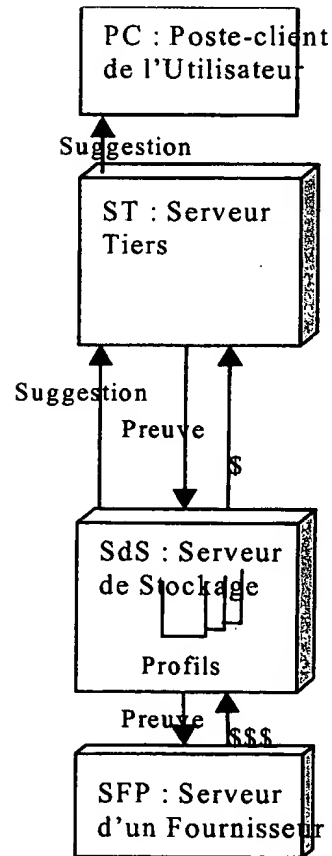 PC : Poste-client
de l'Utilisateur
Suggestion
ST : Serveur
Tiers
Suggestion
Preuve
$
SdS : Serveur
de Stockage
Profils
Preuve
$$$
SFP : Serveur
d'un Fournisseur